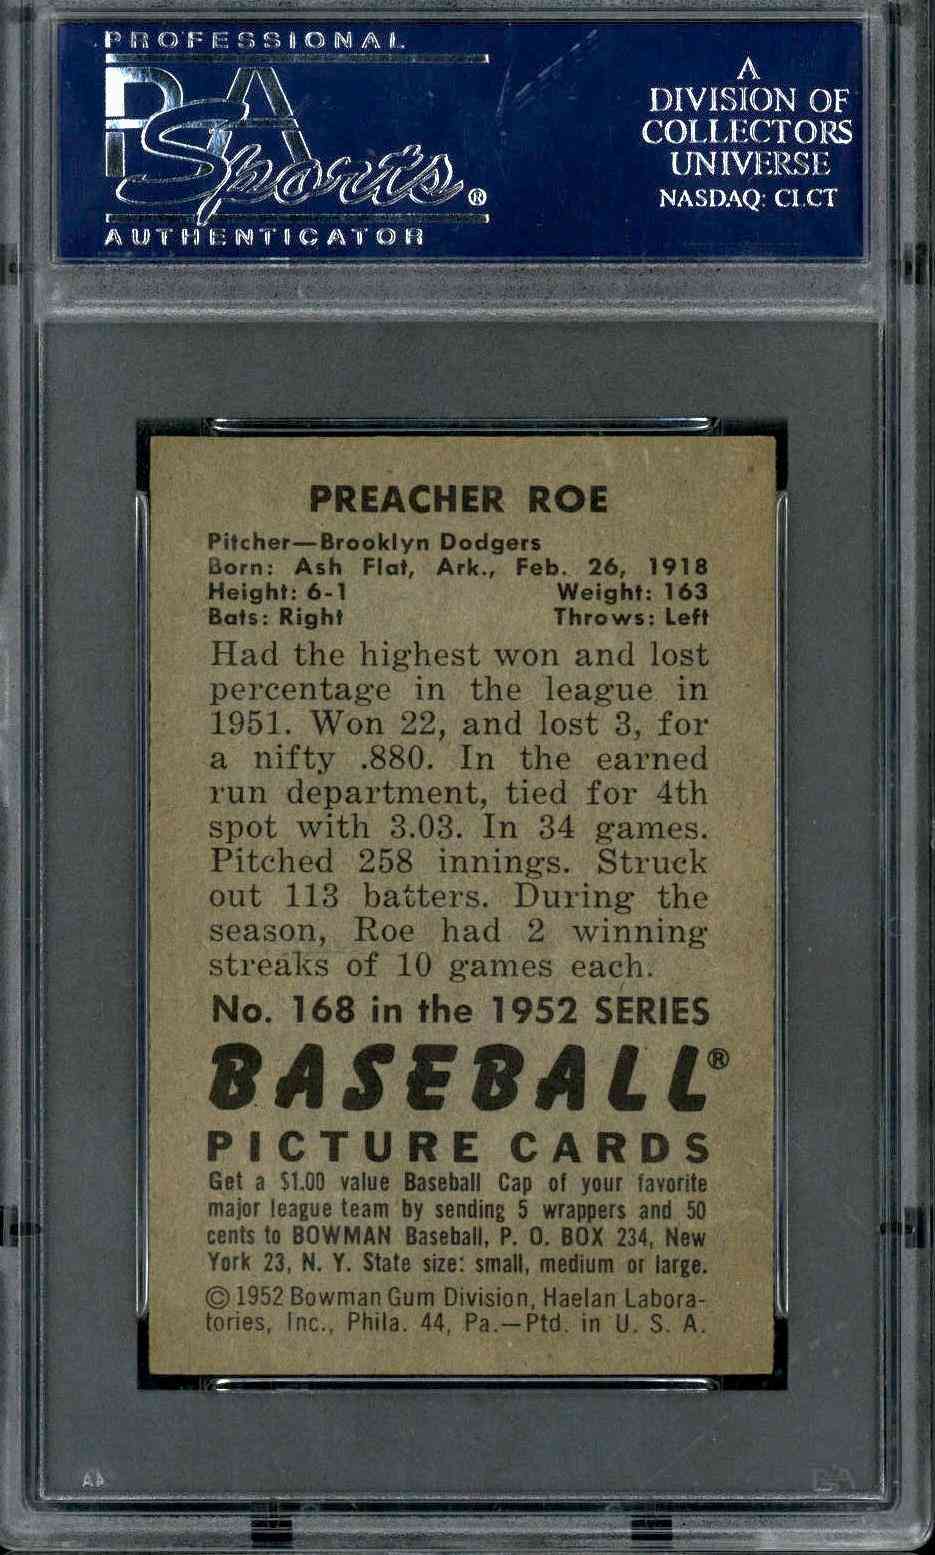 PROFESSIONAL
PSA
Sports®
AUTHENTICATOR
A
DIVISION OF
COLLECTORS
UNIVERSE
NASDAQ: CLCT
PREACHER ROE
Pitcher—Brooklyn Dodgers
Born: Ash Flat, Ark., Feb. 26, 1918
Height: 6-1 Weight: 163
Bats: Right Throws: Left
Had the highest won and lost
percentage in the league in
1951. Won 22, and lost 3, for
a nifty .880. In the earned
run department, tied for 4th
spot with 3.03. In 34 games.
Pitched 258 innings. Struck
out 113 batters. During the
season, Roe had 2 winning
streaks of 10 games each.
No. 168 in the 1952 SERIES
BASEBALL®
PICTURE CARDS
Get a $1.00 value Baseball Cap of your favorite
major league team by sending 5 wrappers and 50
cents to BOWMAN Baseball, P. O. BOX 234, New
York 23, N. Y. State size: small, medium or large.
© 1952 Bowman Gum Division, Haelan Labora-
tories, Inc., Phila. 44, Pa.—Ptd. in U. S. A.